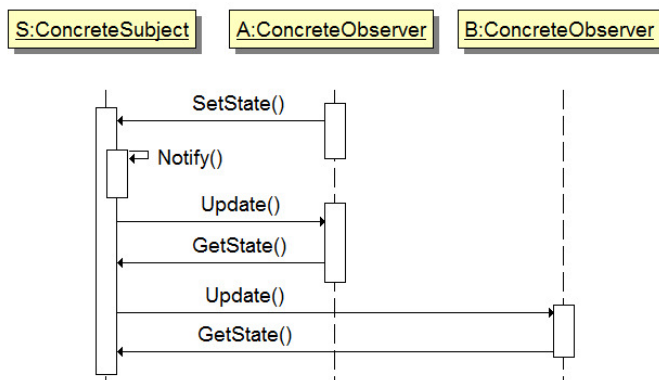 S:ConcreteSubject
A:ConcreteObserver
B:ConcreteObserver
SetState()
Notify()
Update()
GetState()
Update()
GetState()